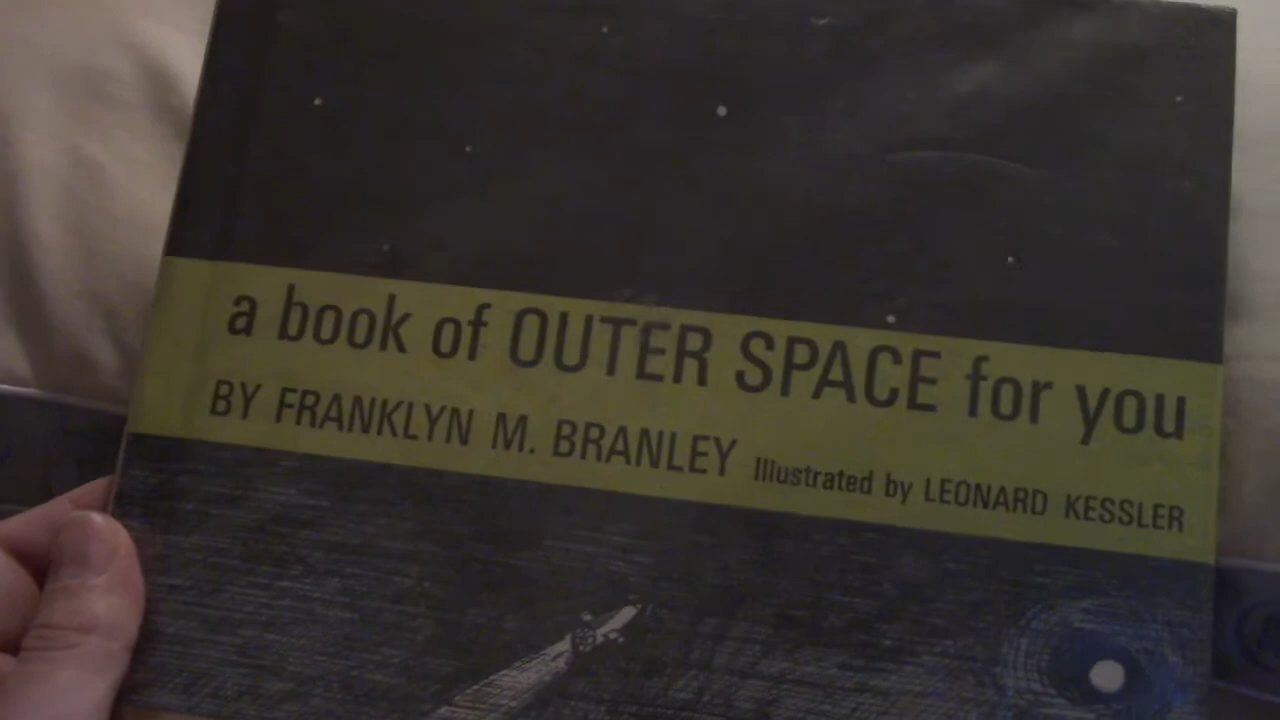 a book of OUTER SPACE for you
BY FRANKLYN M. BRANLEY Illustrated by LEONARD KESSLER